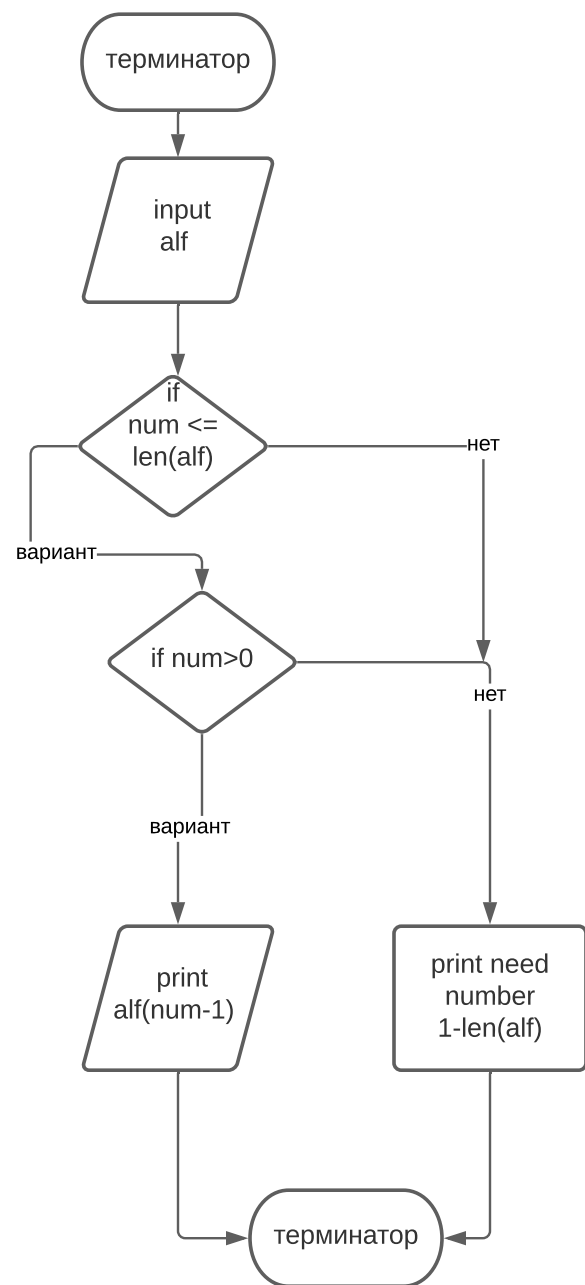 терминатор
input
alf
if
num <=
len(alf)
нет
вариант
if num>0
нет
вариант
print
alf(num-1)
print need
number
1-len(alf)
терминатор